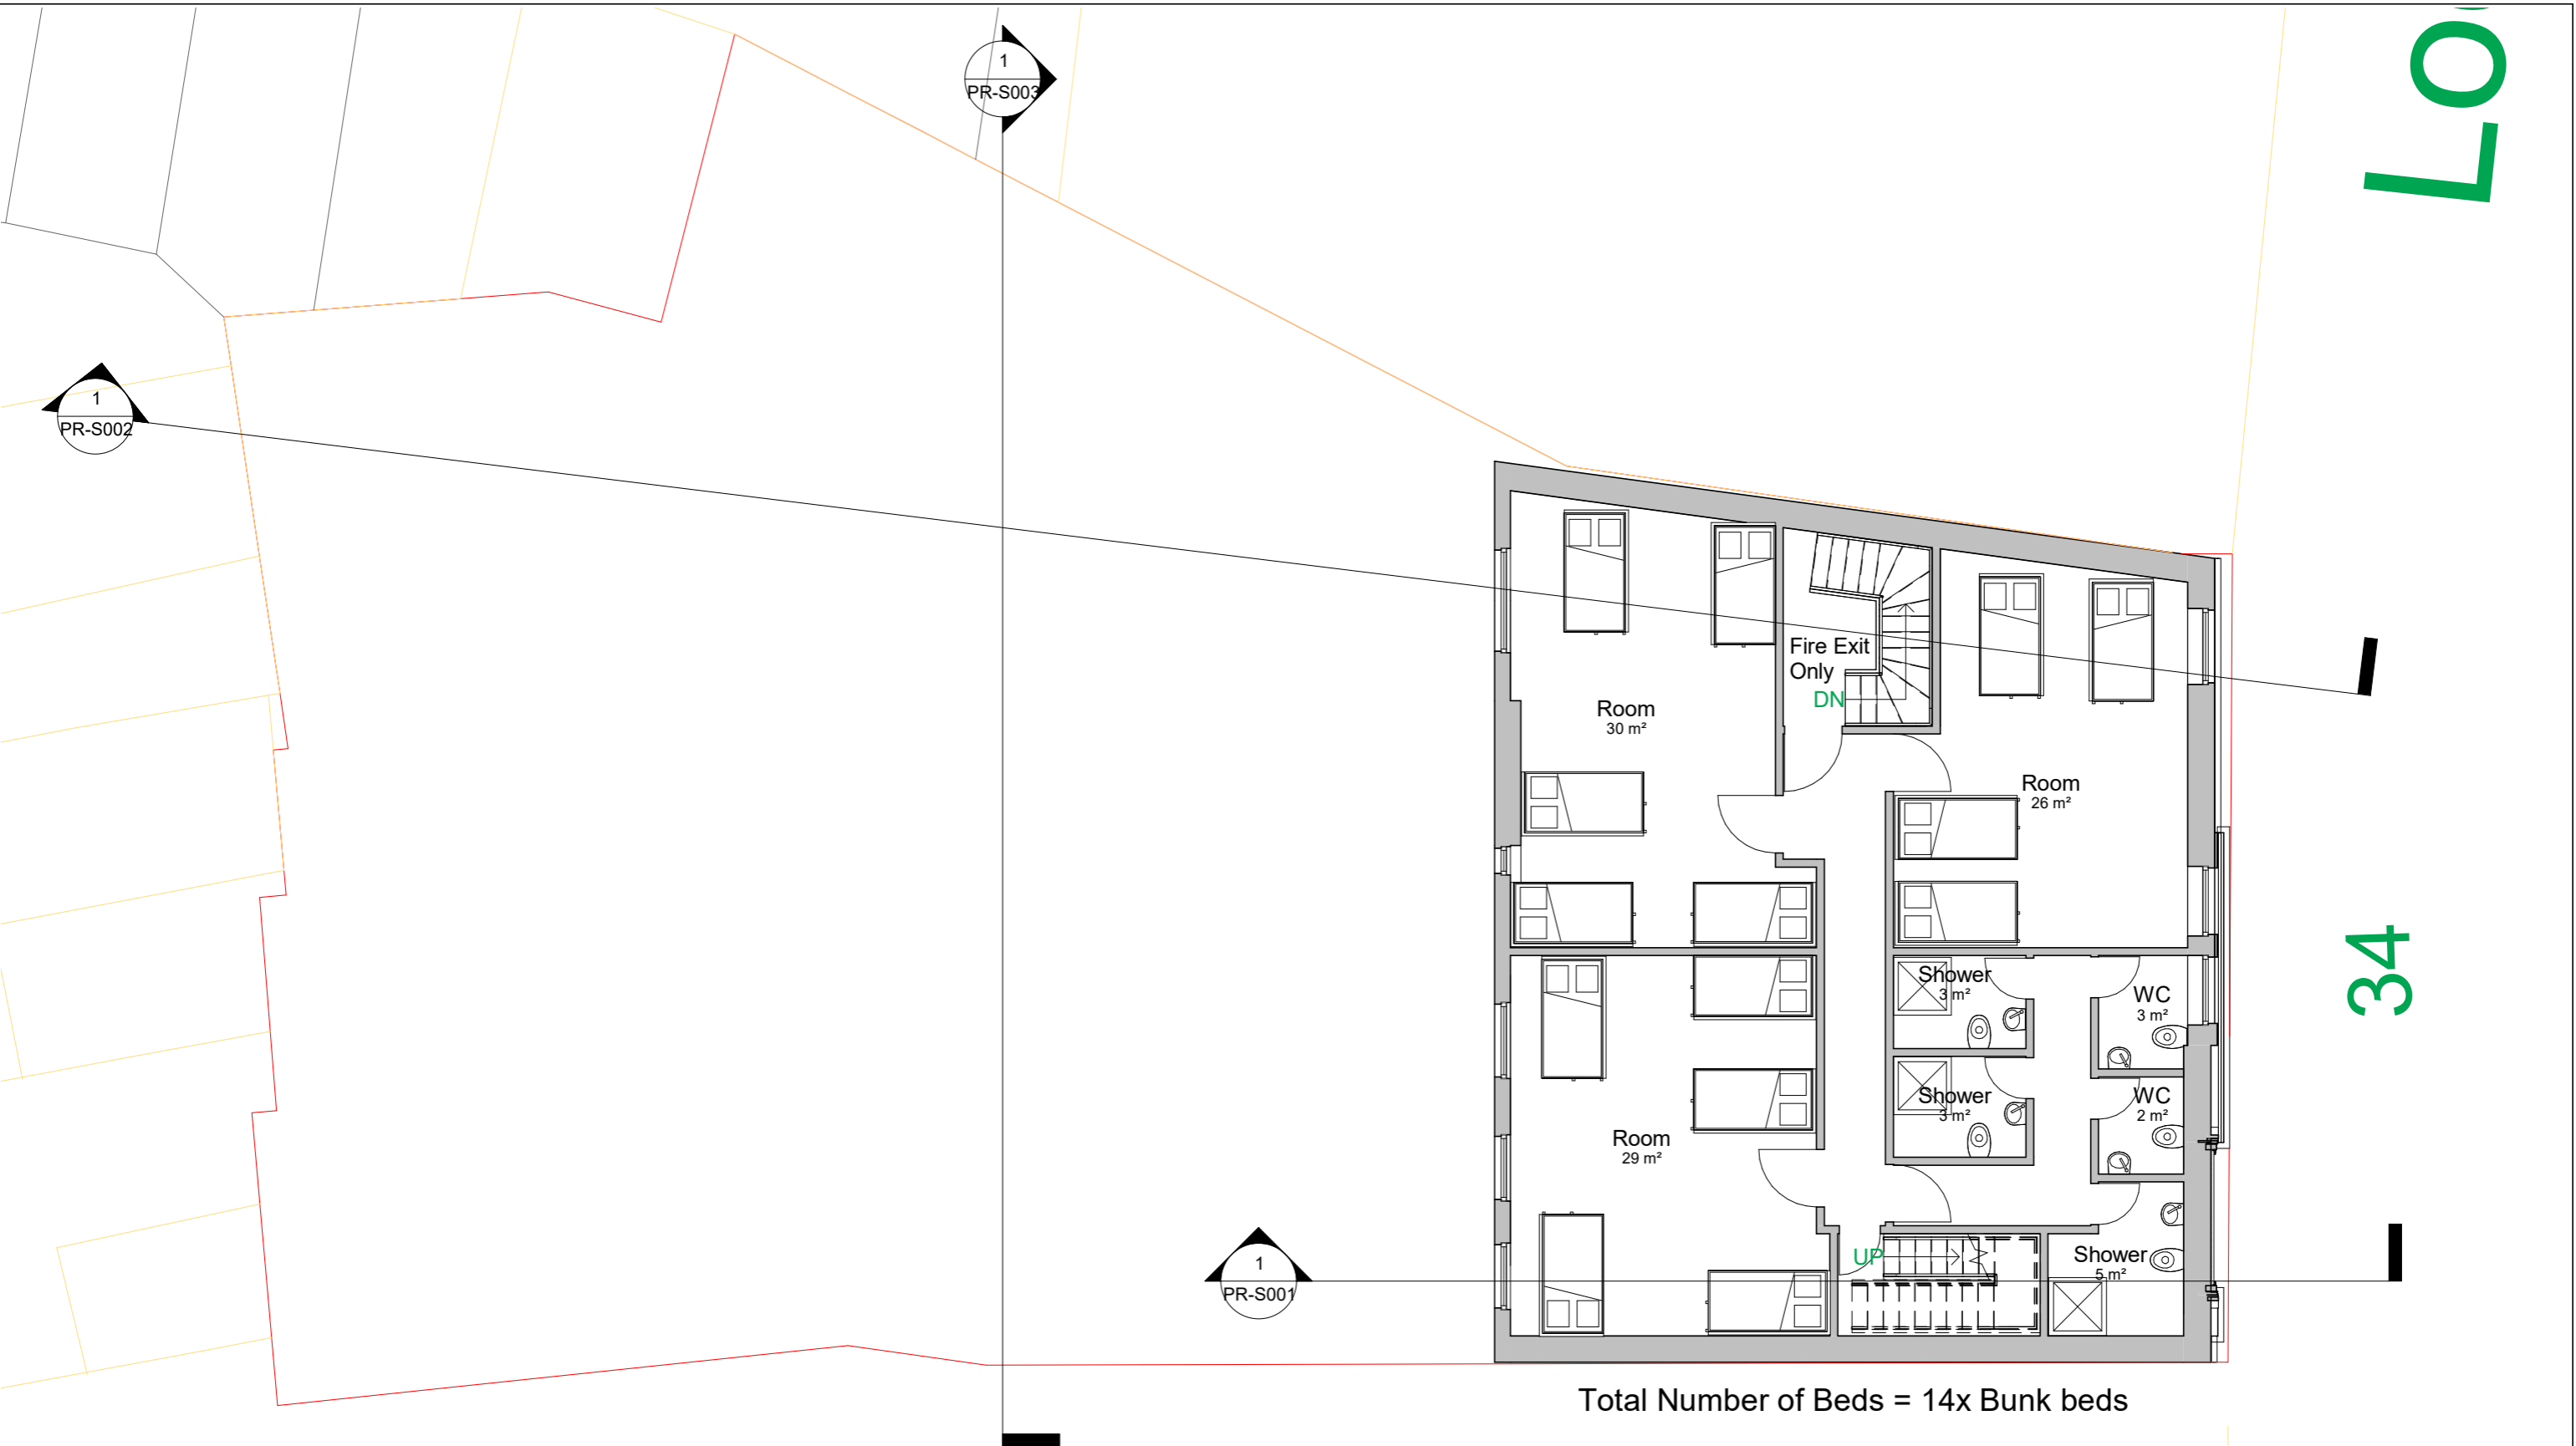 Lo
1
PR-S003
1
PR-S002
Fire Exit
Only
DN
Room
30 m²
Room
26 m²
34
Shower
3 m²
WC
3 m²
Shower
3 m²
WC
2 m²
Room
29 m²
UP
Shower
5 m²
1
PR-S001
Total Number of Beds = 14x Bunk beds